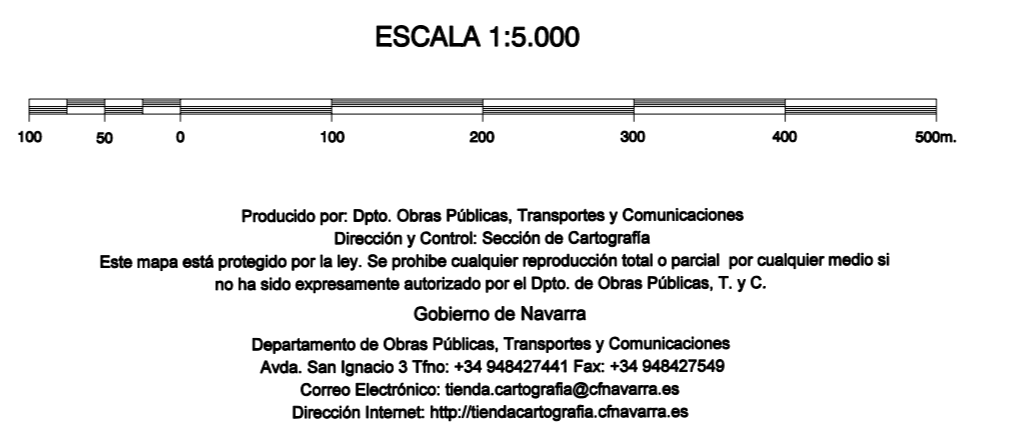 ESCALA 1:5.000
100 50 0 100 200 300 400 500m.
Producido por: Dpto. Obras Públicas, Transportes y Comunicaciones
Dirección y Control: Sección de Cartografía
Este mapa está protegido por la ley. Se prohibe cualquier reproducción total o parcial por cualquier medio si
no ha sido expresamente autorizado por el Dpto. de Obras Públicas, T. y C.
Gobierno de Navarra
Departamento de Obras Públicas, Transportes y Comunicaciones
Avda. San Ignacio 3 Tfno: +34 948427441 Fax: +34 948427549
Correo Electrónico: tienda.cartografia@cfnavarra.es
Dirección Internet: http://tiendacartografia.cfnavarra.es